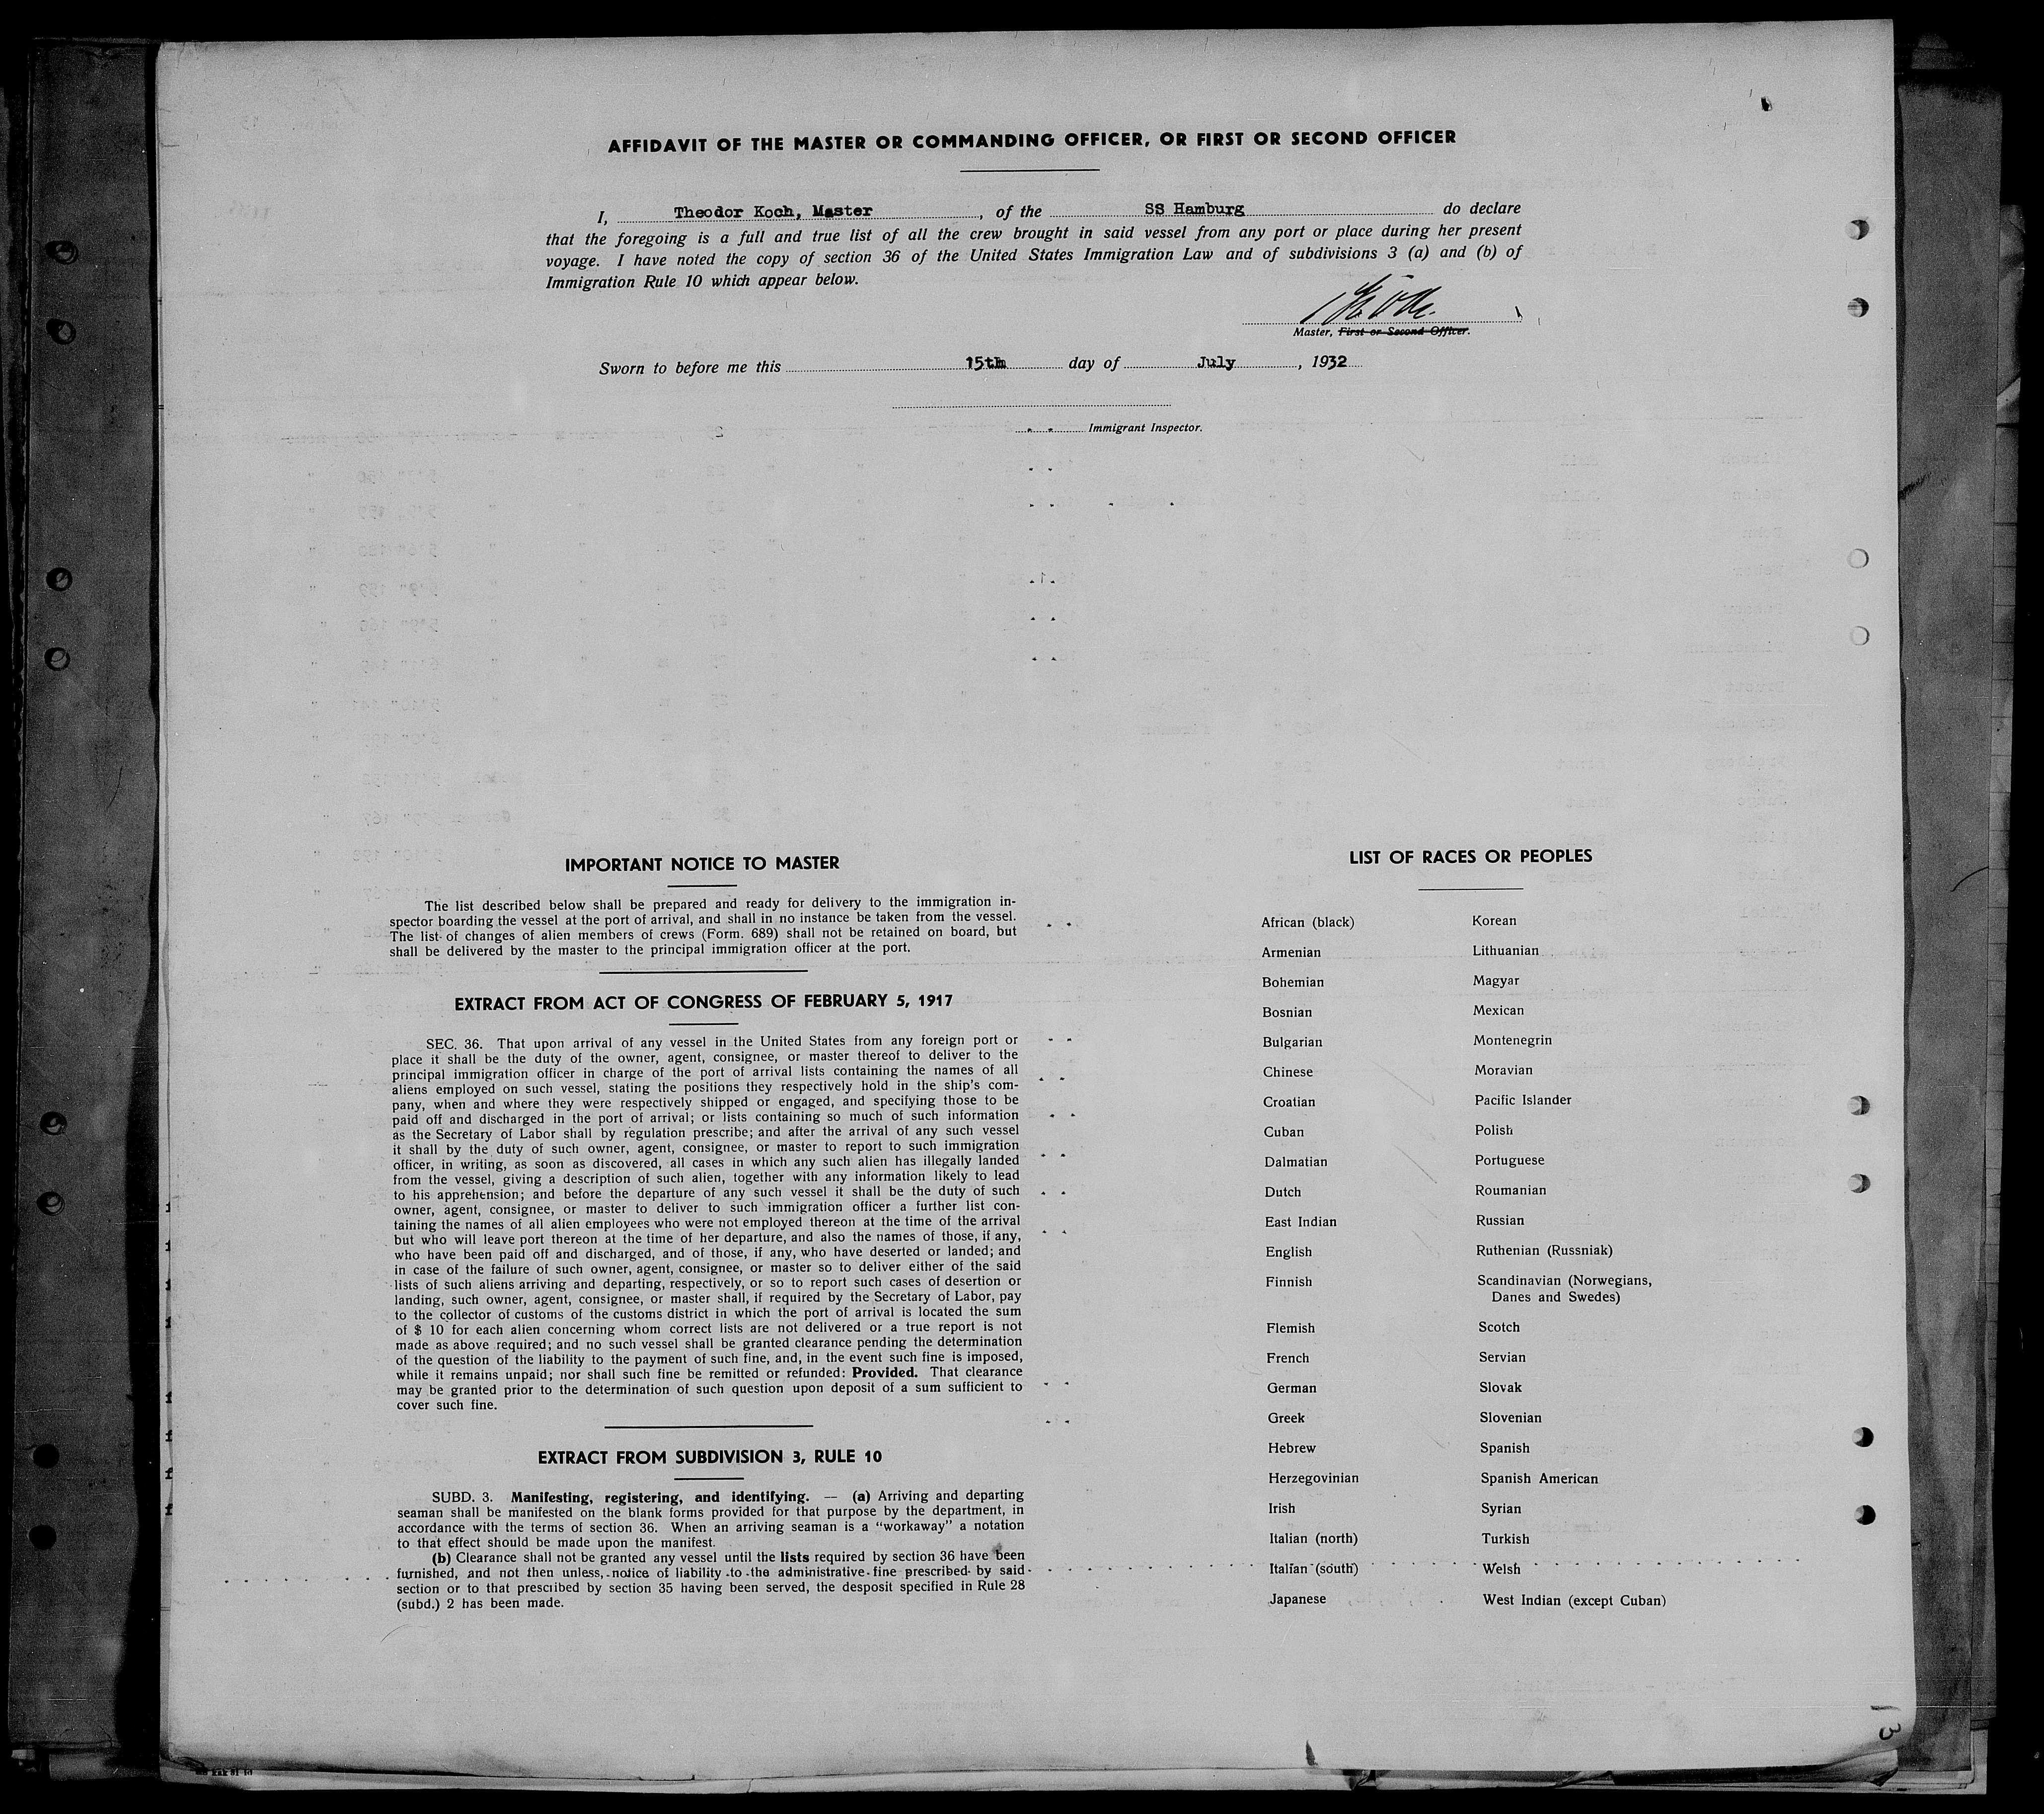 AFFIDAVIT OF THE MASTER OR COMMANDING OFFICER, OR FIRST OR SECOND OFFICER
I, Theodor Koch, Master, of the SS Hamburg do declare
that the foregoing is a full and true list of all the crew brought in said vessel from any port or place during her present
voyage. I have noted the copy of section 36 of the United States Immigration Law and of subdivisions 3 (a) and (b) of
Immigration Rule 10 which appear below.
Master, First or Second Officer.
Sworn to before me this 15th day of July, 1932
Immigrant Inspector.
IMPORTANT NOTICE TO MASTER
The list described below shall be prepared and ready for delivery to the immigration in-
spector boarding the vessel at the port of arrival, and shall in no instance be taken from the vessel.
The list of changes of alien members of crews (Form. 689) shall not be retained on board, but
shall be delivered by the master to the principal immigration officer at the port.
EXTRACT FROM ACT OF CONGRESS OF FEBRUARY 5, 1917
SEC. 36. That upon arrival of any vessel in the United States from any foreign port or
place it shall be the duty of the owner, agent, consignee, or master thereof to deliver to the
principal immigration officer in charge of the port of arrival lists containing the names of all
aliens employed on such vessel, stating the positions they respectively hold in the ship's com-
pany, when and where they were respectively shipped or engaged, and specifying those to be
paid off and discharged in the port of arrival; or lists containing so much of such information
as the Secretary of Labor shall by regulation prescribe; and after the arrival of any such vessel
it shall by the duty of such owner, agent, consignee, or master to report to such immigration
officer, in writing, as soon as discovered, all cases in which any such alien has illegally landed
from the vessel, giving a description of such alien, together with any information likely to lead
to his apprehension; and before the departure of any such vessel it shall be the duty of such
owner, agent, consignee, or master to deliver to such immigration officer a further list con-
taining the names of all alien employees who were not employed thereon at the time of the arrival
but who will leave port thereon at the time of her departure, and also the names of those, if any,
who have been paid off and discharged, and of those, if any, who have deserted or landed; and
in case of the failure of such owner, agent, consignee, or master so to deliver either of the said
lists of such aliens arriving and departing, respectively, or so to report such cases of desertion or
landing, such owner, agent, consignee, or master shall, if required by the Secretary of Labor, pay
to the collector of customs of the customs district in which the port of arrival is located the sum
of $ 10 for each alien concerning whom correct lists are not delivered or a true report is not
made as above required; and no such vessel shall be granted clearance pending the determination
of the question of the liability to the payment of such fine, and, in the event such fine is imposed,
while it remains unpaid; nor shall such fine be remitted or refunded: Provided. That clearance
may be granted prior to the determination of such question upon deposit of a sum sufficient to
cover such fine.
EXTRACT FROM SUBDIVISION 3, RULE 10
SUBD. 3. Manifesting, registering, and identifying. — (a) Arriving and departing
seaman shall be manifested on the blank forms provided for that purpose by the department, in
accordance with the terms of section 36. When an arriving seaman is a "workaway" a notation
to that effect should be made upon the manifest.
(b) Clearance shall not be granted any vessel until the lists required by section 36 have been
furnished, and not then unless, notice of liability to the administrative fine prescribed by said
section or to that prescribed by section 35 having been served, the desposit specified in Rule 28
(subd.) 2 has been made.
LIST OF RACES OR PEOPLES
African (black) Korean
Armenian Lithuanian
Bohemian Magyar
Bosnian Mexican
Bulgarian Montenegrin
Chinese Moravian
Croatian Pacific Islander
Cuban Polish
Dalmatian Portuguese
Dutch Roumanian
East Indian Russian
English Ruthenian (Russniak)
Finnish Scandinavian (Norwegians,
Danes and Swedes)
Flemish Scotch
French Servian
German Slovak
Greek Slovenian
Hebrew Spanish
Herzegovinian Spanish American
Irish Syrian
Italian (north) Turkish
Italian (south) Welsh
Japanese West Indian (except Cuban)
13